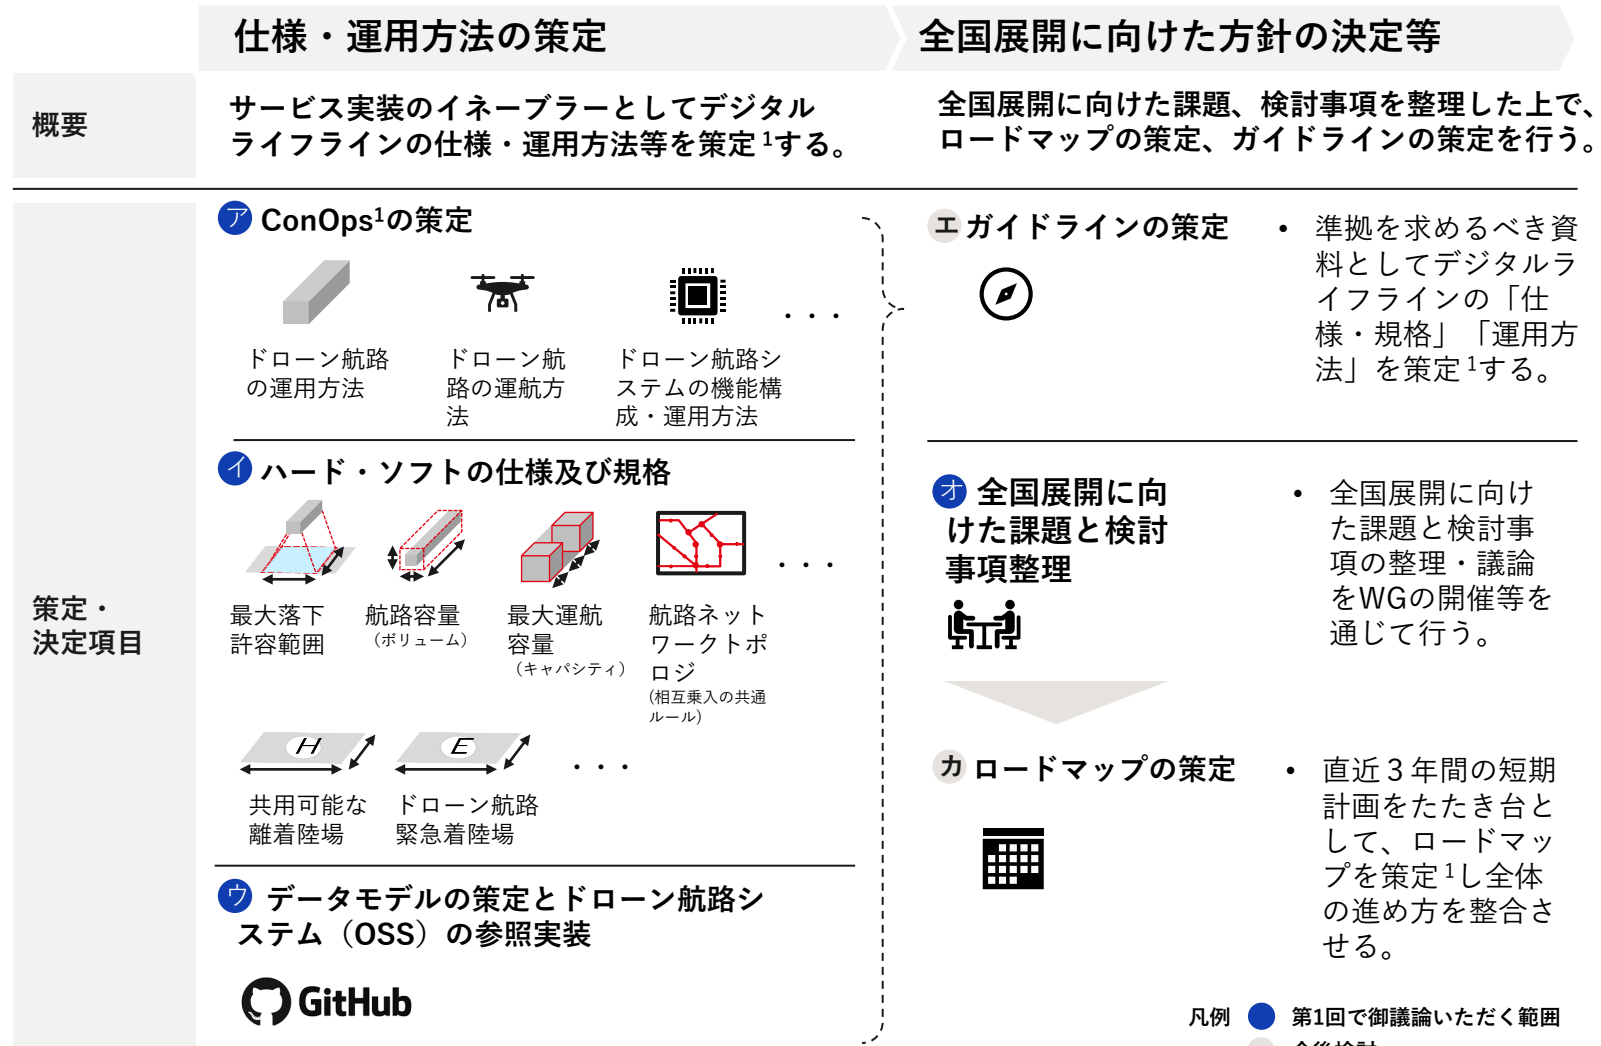 仕様・運用方法の策定
全国展開に向けた方針の決定等
概要
サービス実装のイネーブラーとしてデジタル
ライフラインの仕様・運用方法等を策定1する。
全国展開に向けた課題、検討事項を整理した上で、
ロードマップの策定、ガイドラインの策定を行う。
策定・
決定項目
ア ConOps1の策定
ドローン航路
の運用方法
ドローン航
路の運航方
法
ドローン航路シ
ステムの機能構
成・運用方法
・・・
イ ハード・ソフトの仕様及び規格
最大落下
許容範囲
航路容量
(ボリューム)
最大運航
容量
(キャパシティ)
航路ネット
ワークトポ
ロジ
(相互乗入の共通
ルール)
・・・
H
E
・・・
共用可能な
離着陸場
ドローン航路
緊急着陸場
ウ データモデルの策定とドローン航路シ
ステム（OSS）の参照実装
GitHub
エ ガイドラインの策定
• 準拠を求めるべき資
料としてデジタルラ
イフラインの「仕
様・規格」「運用方
法」を策定1する。
オ 全国展開に向
けた課題と検討
事項整理
• 全国展開に向け
た課題と検討事
項の整理・議論
をWGの開催等を
通じて行う。
カ ロードマップの策定
• 直近３年間の短期
計画をたたき台と
して、ロードマッ
プを策定1し全体
の進め方を整合さ
せる。
凡例
第1回で御議論いただく範囲